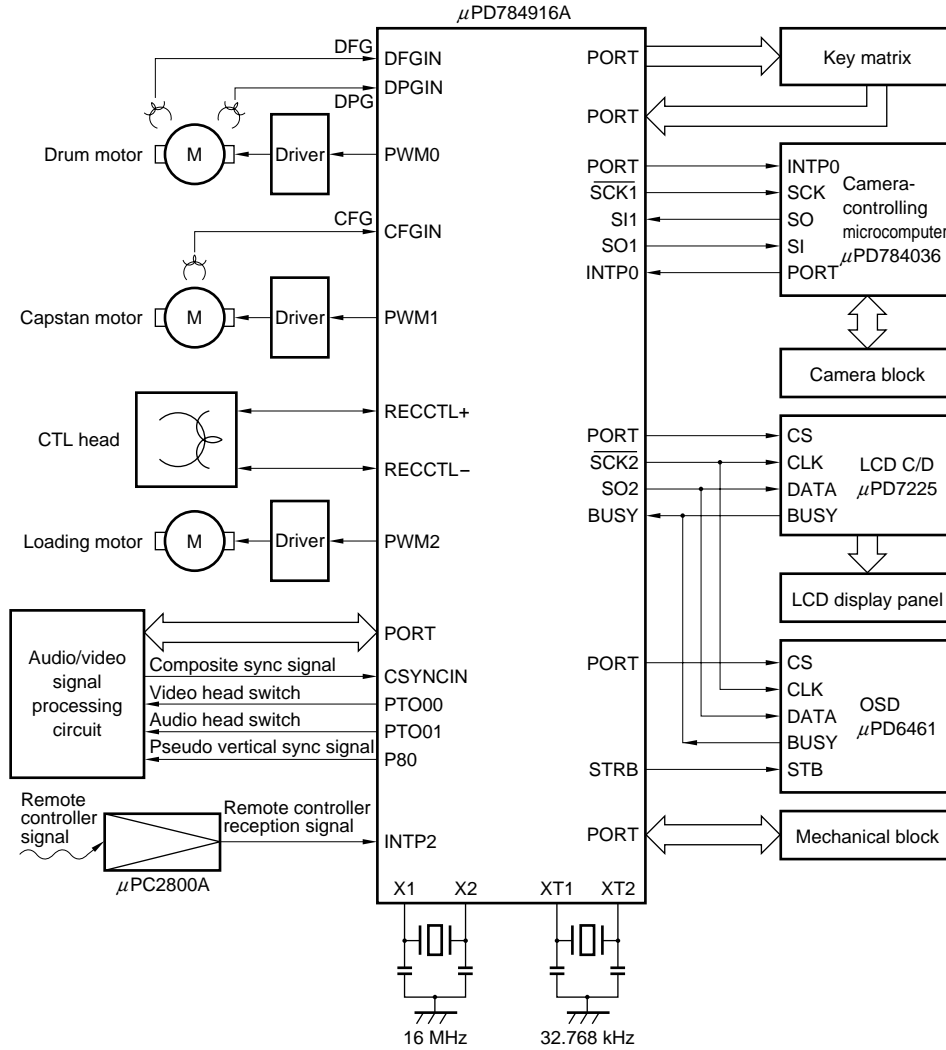 μPD784916A
DFG
DFGIN
DPGIN
DPG
Drum motor
M
Driver
PWM0
CFG
CFGIN
Capstan motor
M
Driver
PWM1
CTL head
RECCTL+
RECCTL−
Loading motor
M
Driver
PWM2
Audio/video
signal
processing
circuit
PORT
Composite sync signal
CSYNCIN
Video head switch
PTO00
Audio head switch
PTO01
Pseudo vertical sync signal
P80
Remote
controller
signal
Remote controller
reception signal
INTP2
μPC2800A
X1
X2
XT1
XT2
16 MHz
32.768 kHz
PORT
Key matrix
PORT
PORT
SCK1
SI1
SO1
INTP0
INTP0
SCK
SO
SI
PORT
Camera-
controlling
microcomputer
μPD784036
Camera block
PORT
SCK2
SO2
BUSY
CS
CLK
DATA
BUSY
LCD C/D
μPD7225
LCD display panel
PORT
STRB
CS
CLK
DATA
BUSY
STB
OSD
μPD6461
PORT
Mechanical block